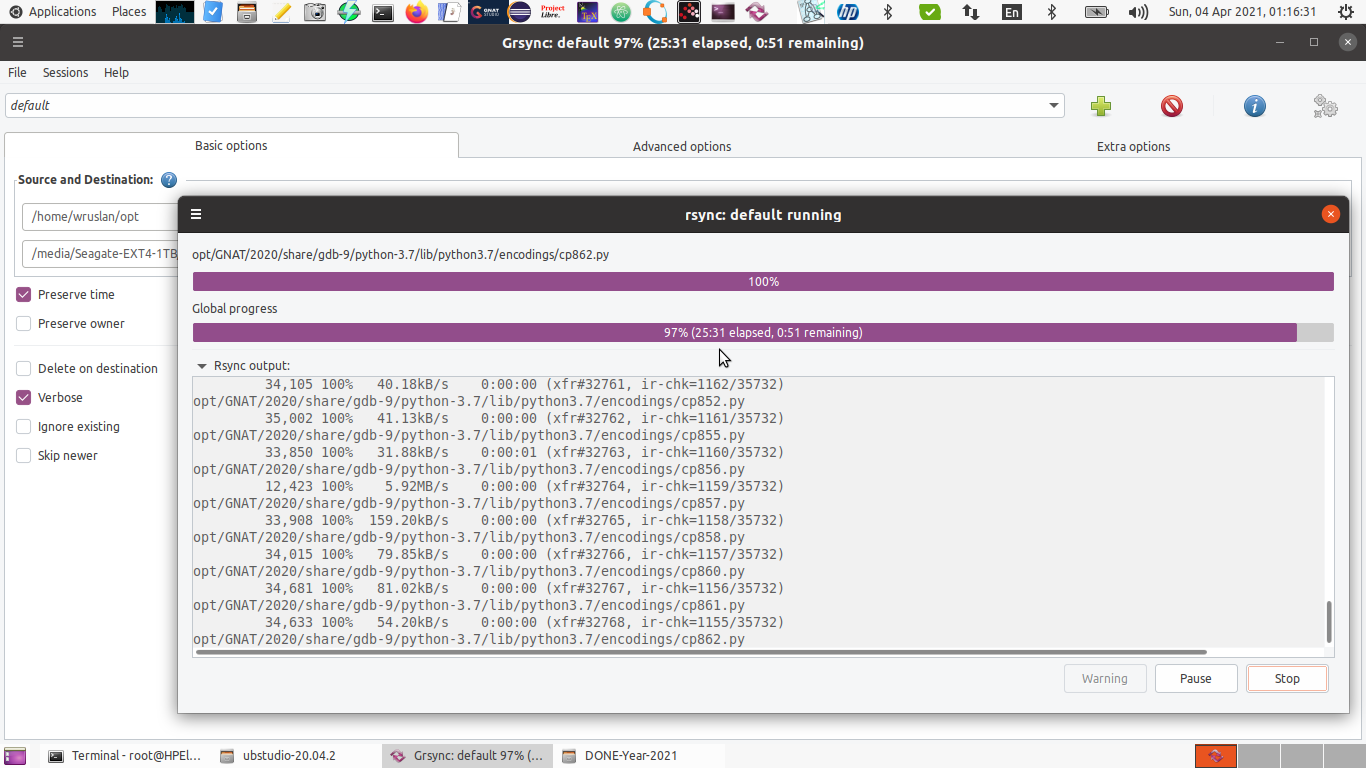 Applications Places Sun, 04 Apr 2021, 01:16:31
GNAT STUDIO Project Libre. TeX hp En
Grsync: default 97% (25:31 elapsed, 0:51 remaining)
File Sessions Help
default
Basic options Advanced options Extra options
Source and Destination:
/home/wruslan/opt
/media/Seagate-EXT4-1TB
Preserve time
Preserve owner
Delete on destination
Verbose
Ignore existing
Skip newer
rsync: default running
opt/GNAT/2020/share/gdb-9/python-3.7/lib/python3.7/encodings/cp862.py
100%
Global progress
97% (25:31 elapsed, 0:51 remaining)
Rsync output:
34,105 100% 40.18kB/s 0:00:00 (xfr#32761, ir-chk=1162/35732)
opt/GNAT/2020/share/gdb-9/python-3.7/lib/python3.7/encodings/cp852.py
35,002 100% 41.13kB/s 0:00:00 (xfr#32762, ir-chk=1161/35732)
opt/GNAT/2020/share/gdb-9/python-3.7/lib/python3.7/encodings/cp855.py
33,850 100% 31.88kB/s 0:00:01 (xfr#32763, ir-chk=1160/35732)
opt/GNAT/2020/share/gdb-9/python-3.7/lib/python3.7/encodings/cp856.py
12,423 100% 5.92MB/s 0:00:00 (xfr#32764, ir-chk=1159/35732)
opt/GNAT/2020/share/gdb-9/python-3.7/lib/python3.7/encodings/cp857.py
33,908 100% 159.20kB/s 0:00:00 (xfr#32765, ir-chk=1158/35732)
opt/GNAT/2020/share/gdb-9/python-3.7/lib/python3.7/encodings/cp858.py
34,015 100% 79.85kB/s 0:00:00 (xfr#32766, ir-chk=1157/35732)
opt/GNAT/2020/share/gdb-9/python-3.7/lib/python3.7/encodings/cp860.py
34,681 100% 81.02kB/s 0:00:00 (xfr#32767, ir-chk=1156/35732)
opt/GNAT/2020/share/gdb-9/python-3.7/lib/python3.7/encodings/cp861.py
34,633 100% 54.20kB/s 0:00:00 (xfr#32768, ir-chk=1155/35732)
opt/GNAT/2020/share/gdb-9/python-3.7/lib/python3.7/encodings/cp862.py
Warning Pause Stop
Terminal - root@HPEl... ubstudio-20.04.2 Grsync: default 97% (... DONE-Year-2021